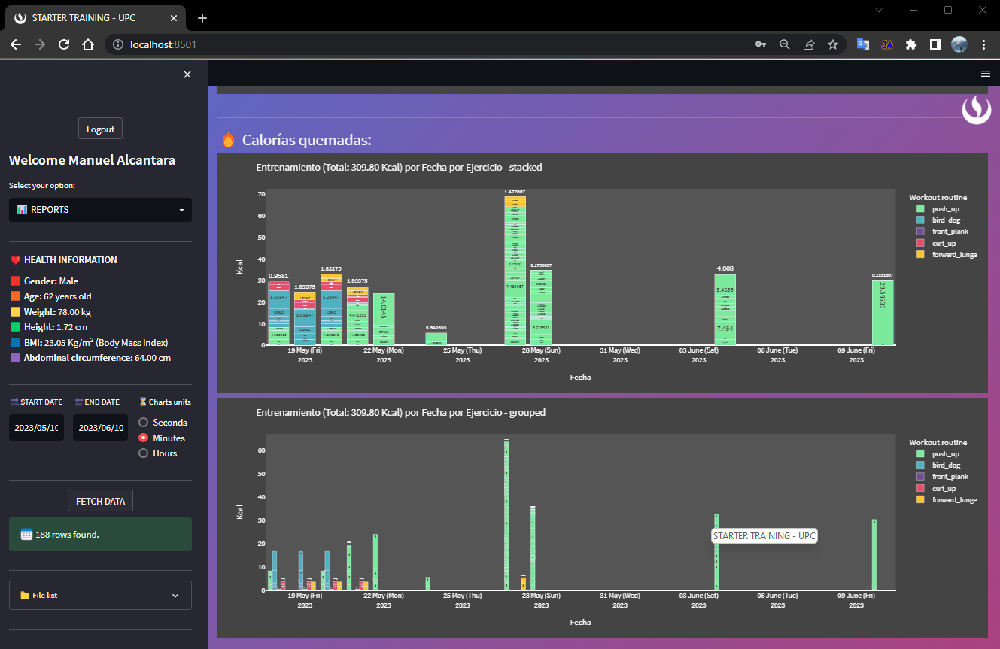 STARTER TRAINING - UPC
localhost:8501
Logout
Welcome Manuel Alcantara
Select your option:
REPORTS
HEALTH INFORMATION
Gender: Male
Age: 62 years old
Weight: 78.00 kg
Height: 1.72 cm
BMI: 23.05 Kg/m² (Body Mass Index)
Abdominal circumference: 64.00 cm
START DATE
END DATE
Charts units
2023/05/10
2023/06/10
Seconds
Minutes
Hours
FETCH DATA
188 rows found.
File list
Calorías quemadas:
Entrenamiento (Total: 309.80 Kcal) por Fecha por Ejercicio - stacked
Kcal
70
60
50
40
30
20
10
0
0.9581
1.83375
1.83375
1.83375
14.6145
1.477667
7.454
5.4655
4.068
29.59533
19 May (Fri)
2023
22 May (Mon)
2023
25 May (Thu)
2023
28 May (Sun)
2023
31 May (Wed)
2023
03 June (Sat)
2023
06 June (Tue)
2023
09 June (Fri)
2023
Fecha
Workout routine
push_up
bird_dog
front_plank
curl_up
forward_lunge
Entrenamiento (Total: 309.80 Kcal) por Fecha por Ejercicio - grouped
Kcal
60
50
40
30
20
10
0
19 May (Fri)
2023
22 May (Mon)
2023
25 May (Thu)
2023
28 May (Sun)
2023
31 May (Wed)
2023
03 June (Sat)
2023
06 June (Tue)
2023
09 June (Fri)
2023
Fecha
Workout routine
push_up
bird_dog
front_plank
curl_up
forward_lunge
STARTER TRAINING - UPC